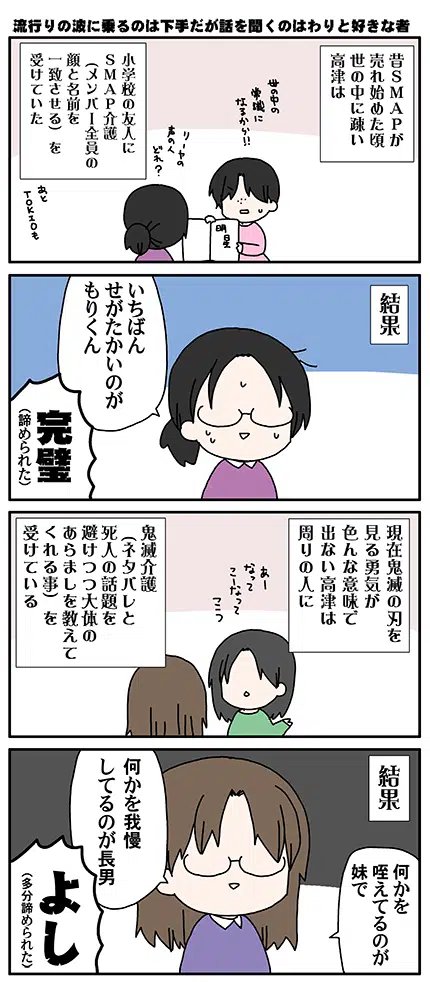 流行りの波に乗るのは下手だが話を聞くのはわりと好きな者
昔SMAPが
売れ始めた頃
世の中に疎い
高津は
世の中の
常識に
なるから!!
リーヤの
声の人
どれ?
明星
小学校の友人に
SMAP介護
(メンバー全員の
顔と名前を
一致させる)を
受けていた
あと
TOKIOも
結果
いちばん
せがたかいのが
もりくん
完璧
(諦められた)
現在鬼滅の刃を
見る勇気が
色んな意味で
出ない高津は
周りの人に
あー
なって
こーなって
こうつ
鬼滅介護
(ネタバレと
死人の話題を
避けつつ大体の
あらましを教えて
くれる事)を
受けている
結果
何かを
咥えてるのが
妹で
何かを我慢
してるのが長男
よし
(多分諦められた)